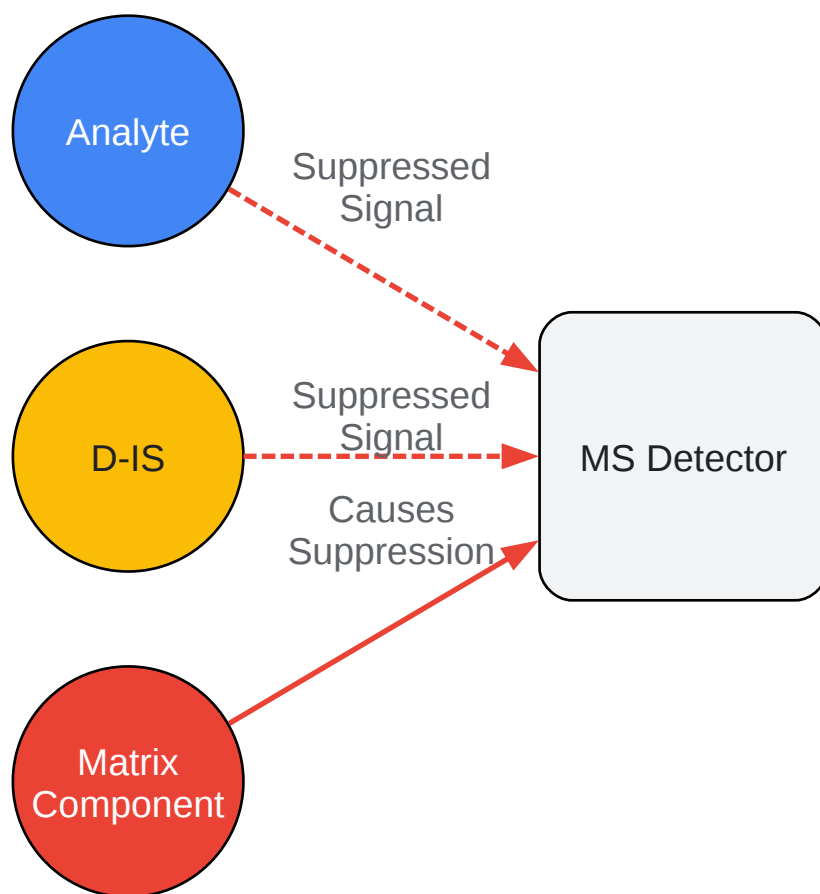 Analyte
Suppressed
Signal
Suppressed
Signal
D-IS
MS Detector
Causes
Suppression
Matrix
Component